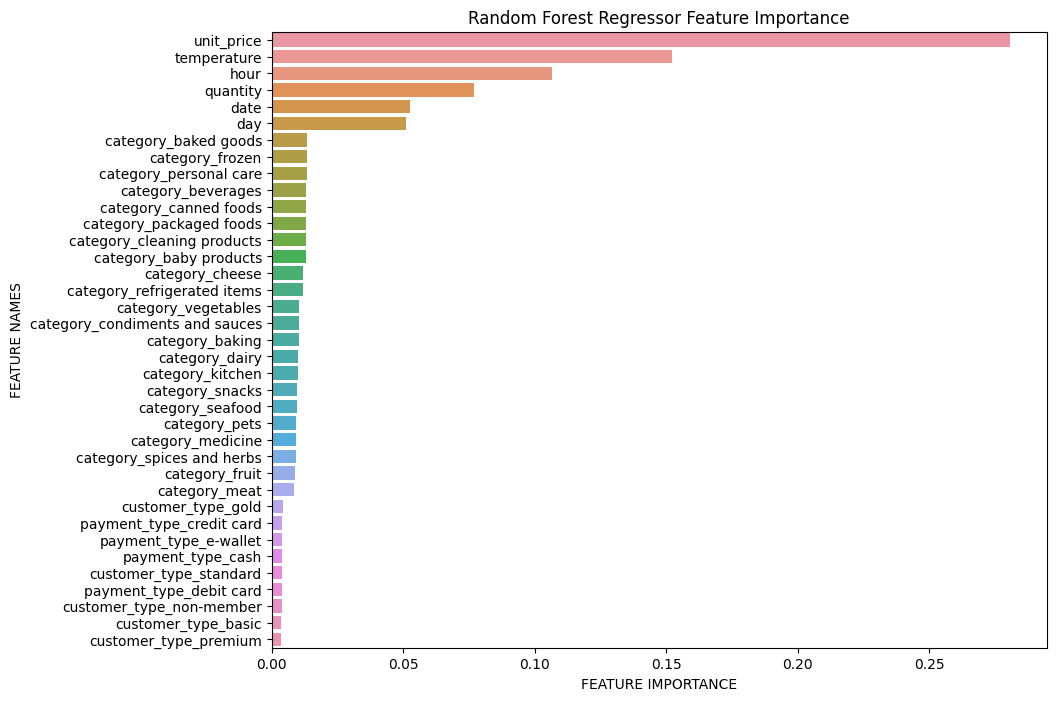 Random Forest Regressor Feature Importance
unit_price
temperature
hour
quantity
date
day
category_baked goods
category_frozen
category_personal care
category_beverages
category_canned foods
category_packaged foods
category_cleaning products
category_baby products
category_cheese
category_refrigerated items
category_vegetables
category_condiments and sauces
category_baking
category_dairy
category_kitchen
category_snacks
category_seafood
category_pets
category_medicine
category_spices and herbs
category_fruit
category_meat
customer_type_gold
payment_type_credit card
payment_type_e-wallet
payment_type_cash
customer_type_standard
payment_type_debit card
customer_type_non-member
customer_type_basic
customer_type_premium
FEATURE NAMES
0.00 0.05 0.10 0.15 0.20 0.25
FEATURE IMPORTANCE